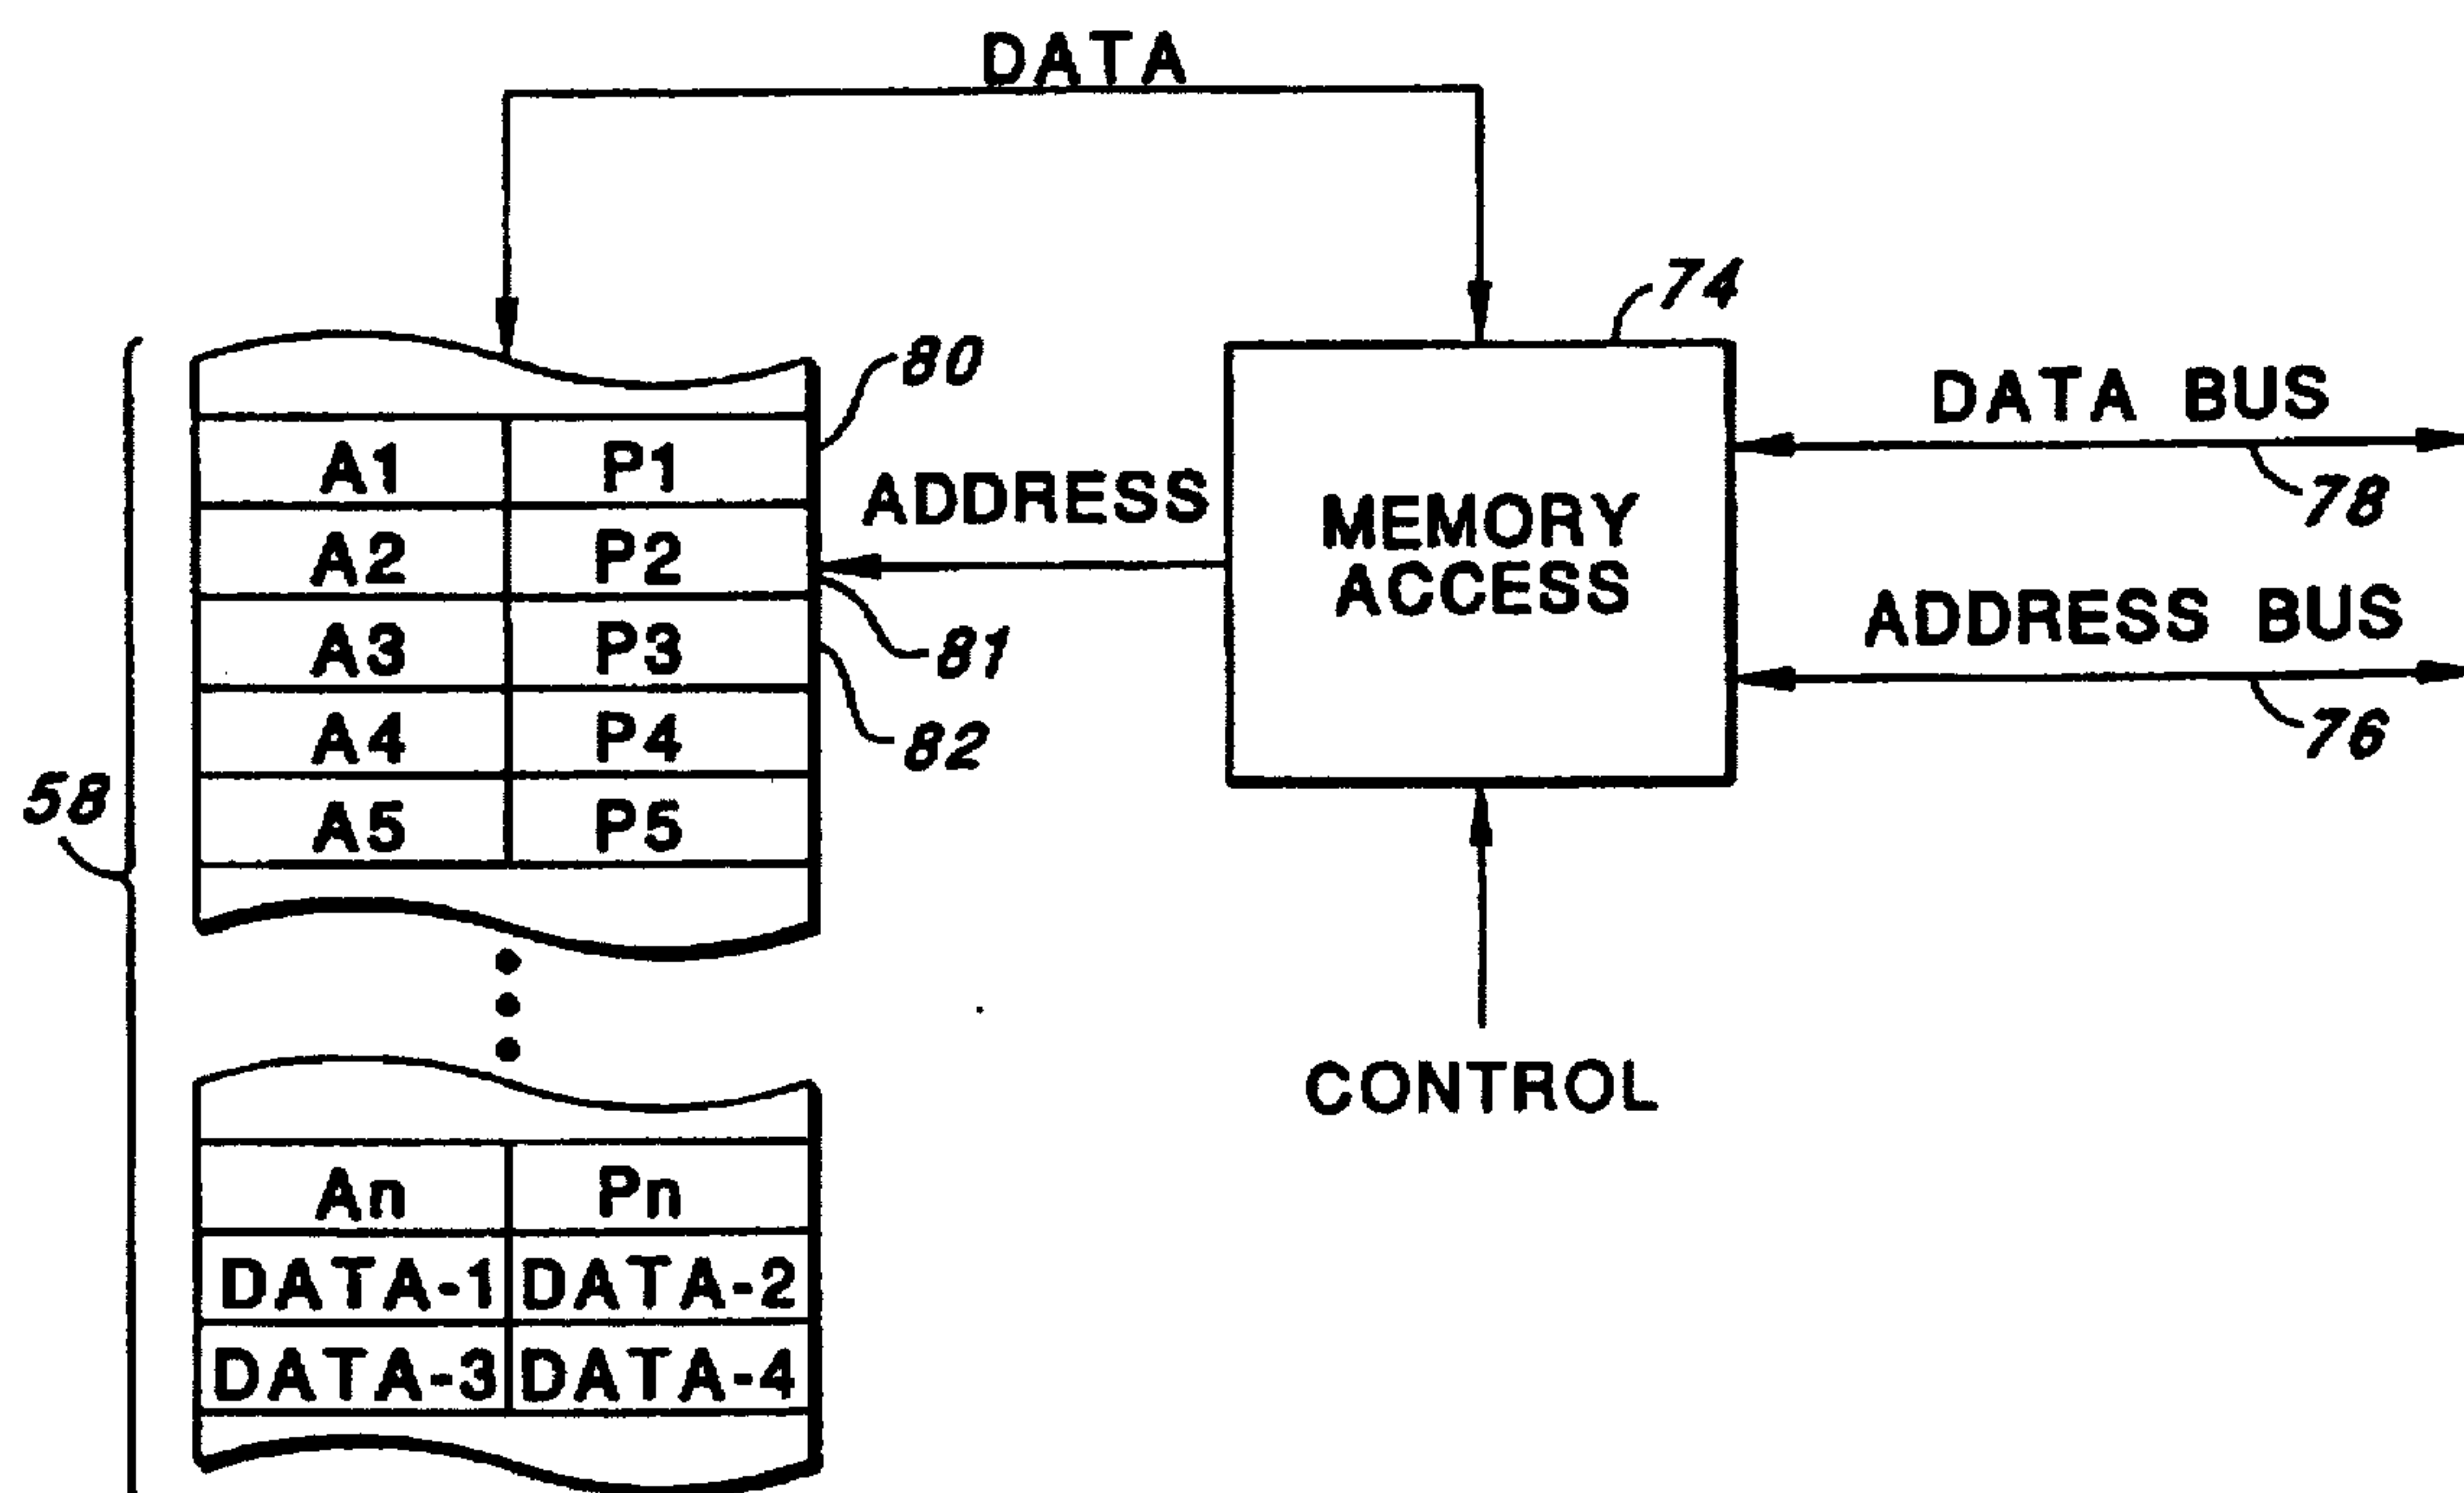 DATA
74
80
DATA BUS
A1 P1
ADDRESS
78
MEMORY
ACCESS
A2 P2
ADDRESS BUS
81
A3 P3
76
82
A4 P4
58
A5 P5
CONTROL
An Pn
DATA-1 DATA-2
DATA-3 DATA-4